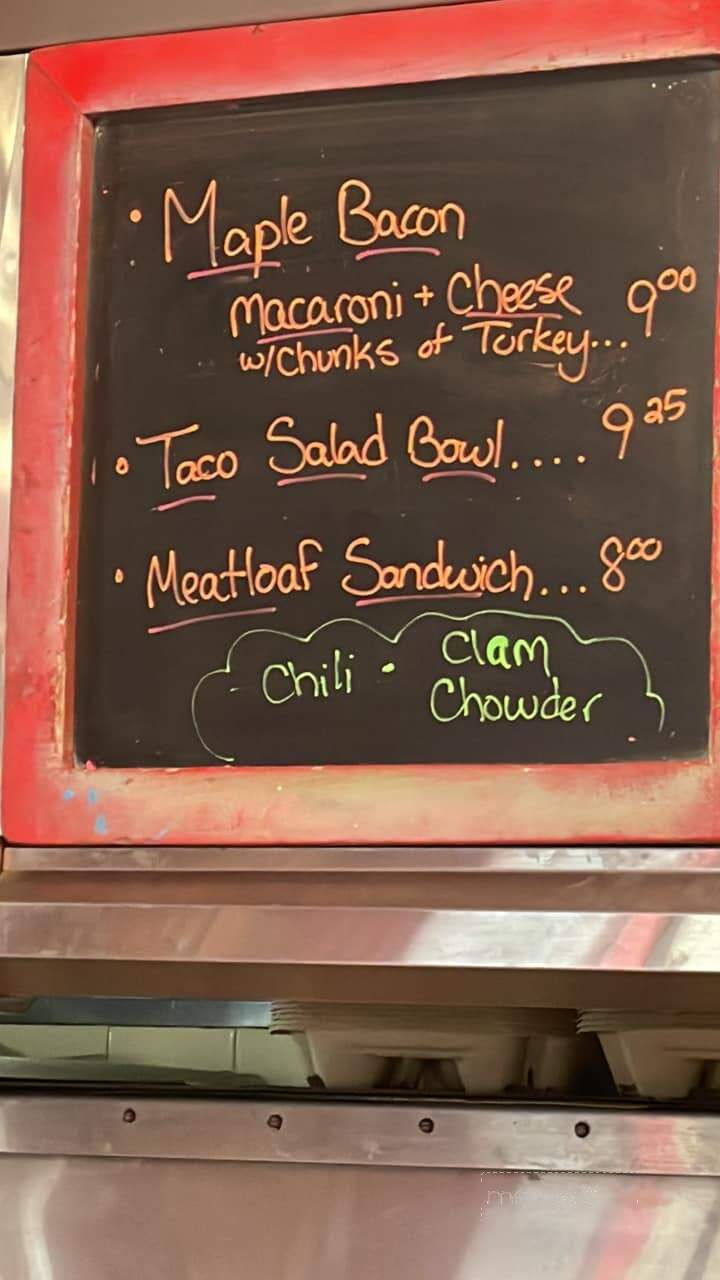 • Maple Bacon
Macaroni + Cheese 9⁰⁰
w/Chunks of Turkey...
• Taco Salad Bowl.... 9²⁵
• Meatloaf Sandwich... 8⁰⁰
Chili • Clam
Chowder